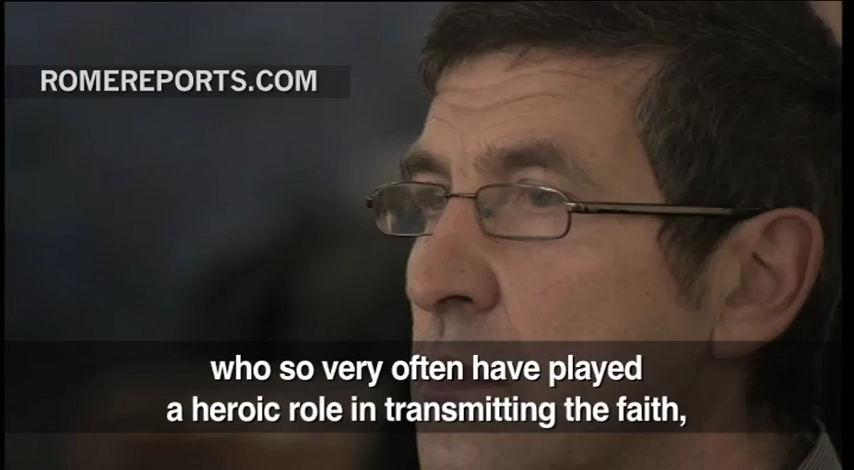 ROMEREPORTS.COM
who so very often have played
a heroic role in transmitting the faith,